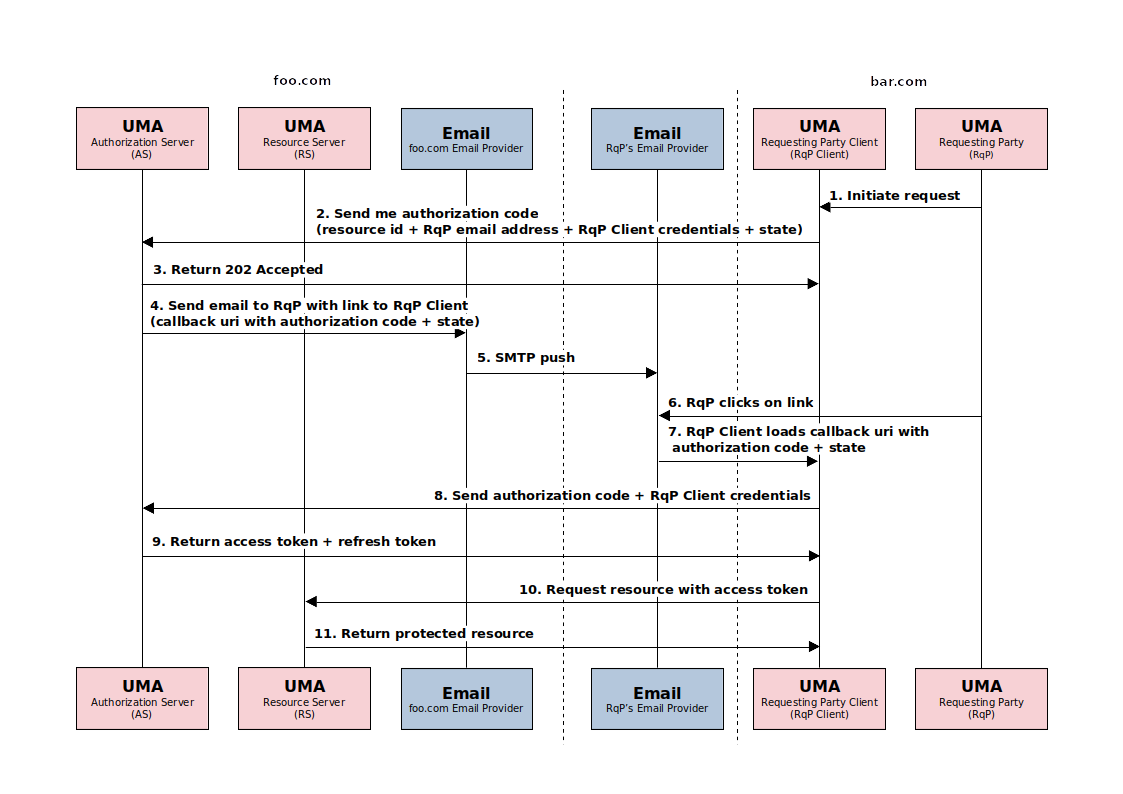 foo.com
bar.com
UMA
Authorization Server
(AS)
UMA
Resource Server
(RS)
Email
foo.com Email Provider
Email
RqP's Email Provider
UMA
Requesting Party Client
(RqP Client)
UMA
Requesting Party
(RqP)
1. Initiate request
2. Send me authorization code
(resource id + RqP email address + RqP Client credentials + state)
3. Return 202 Accepted
4. Send email to RqP with link to RqP Client
(callback uri with authorization code + state)
5. SMTP push
6. RqP clicks on link
7. RqP Client loads callback uri with
authorization code + state
8. Send authorization code + RqP Client credentials
9. Return access token + refresh token
10. Request resource with access token
11. Return protected resource
UMA
Authorization Server
(AS)
UMA
Resource Server
(RS)
Email
foo.com Email Provider
Email
RqP's Email Provider
UMA
Requesting Party Client
(RqP Client)
UMA
Requesting Party
(RqP)